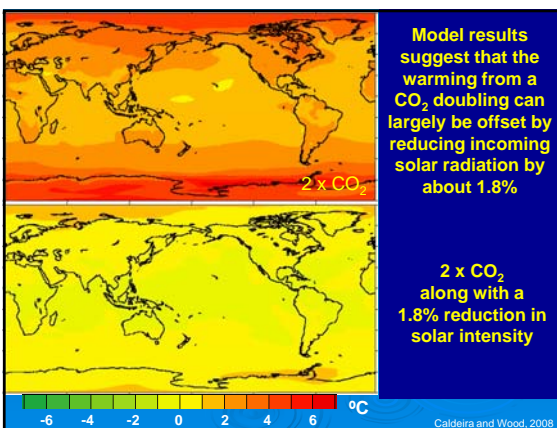 Model results
suggest that the
warming from a
CO₂ doubling can
largely be offset by
reducing incoming
solar radiation by
about 1.8%
2 x CO₂
2 x CO₂
along with a
1.8% reduction in
solar intensity
-6 -4 -2 0 2 4 6 ºC
Caldeira and Wood, 2008